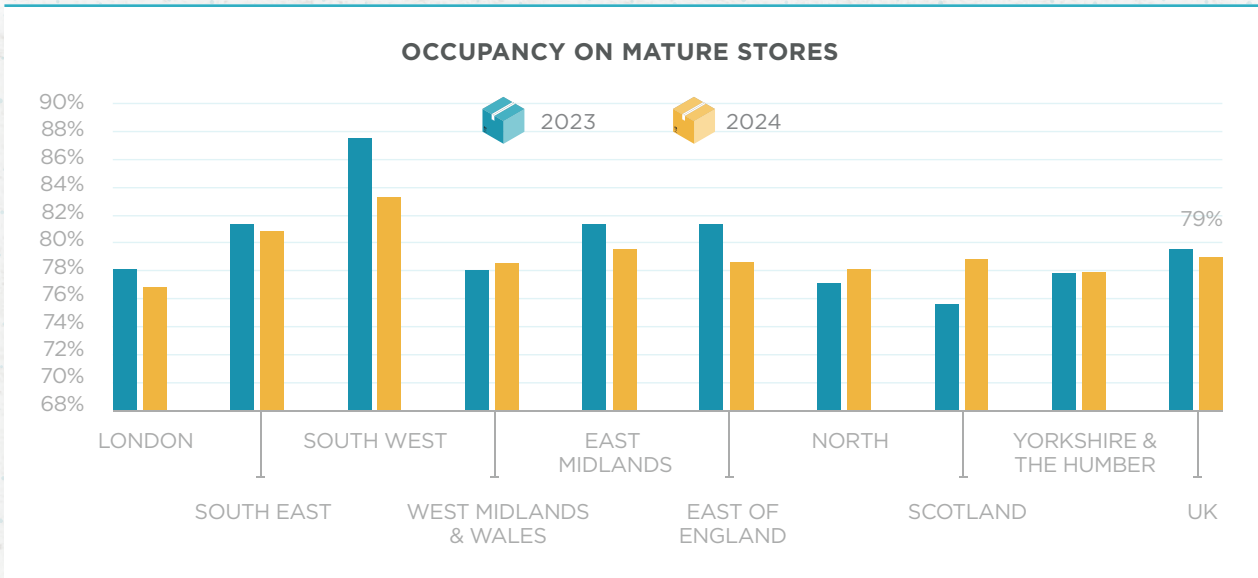 OCCUPANCY ON MATURE STORES
2023
2024
90%
88%
86%
84%
82%
80%
78%
76%
74%
72%
70%
68%
79%
LONDON
SOUTH EAST
SOUTH WEST
WEST MIDLANDS
& WALES
EAST
MIDLANDS
EAST OF
ENGLAND
NORTH
SCOTLAND
YORKSHIRE &
THE HUMBER
UK